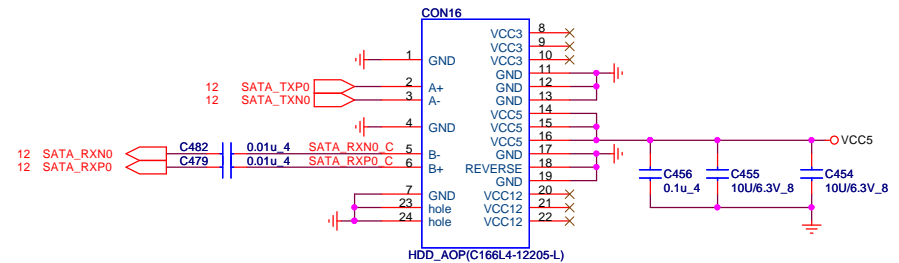 CON16
1 GND
12 SATA_TXP0 2 A+
12 SATA_TXN0 3 A-
4 GND
12 SATA_RXN0 C482 0.01u_4 SATA_RXN0_C 5 B-
12 SATA_RXP0 C479 0.01u_4 SATA_RXP0_C 6 B+
7 GND
23 hole
24 hole
VCC3 8
VCC3 9
VCC3 10
GND 11
GND 12
GND 13
VCC5 14
VCC5 15
VCC5 16
GND 17
REVERSE 18
GND 19
VCC12 20
VCC12 21
VCC12 22
HDD_AOP(C166L4-12205-L)
VCC5
C456
0.1u_4
C455
10U/6.3V_8
C454
10U/6.3V_8